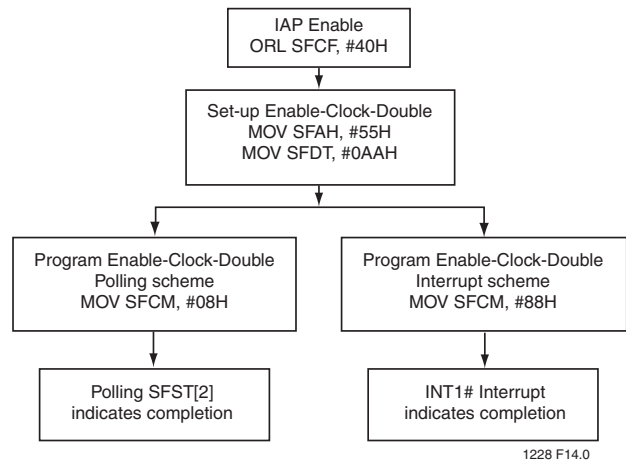 IAP Enable
ORL SFCF, #40H
Set-up Enable-Clock-Double
MOV SFAH, #55H
MOV SFDT, #0AAH
Program Enable-Clock-Double
Polling scheme
MOV SFCM, #08H
Program Enable-Clock-Double
Interrupt scheme
MOV SFCM, #88H
Polling SFST[2]
indicates completion
INT1# Interrupt
indicates completion
1228 F14.0